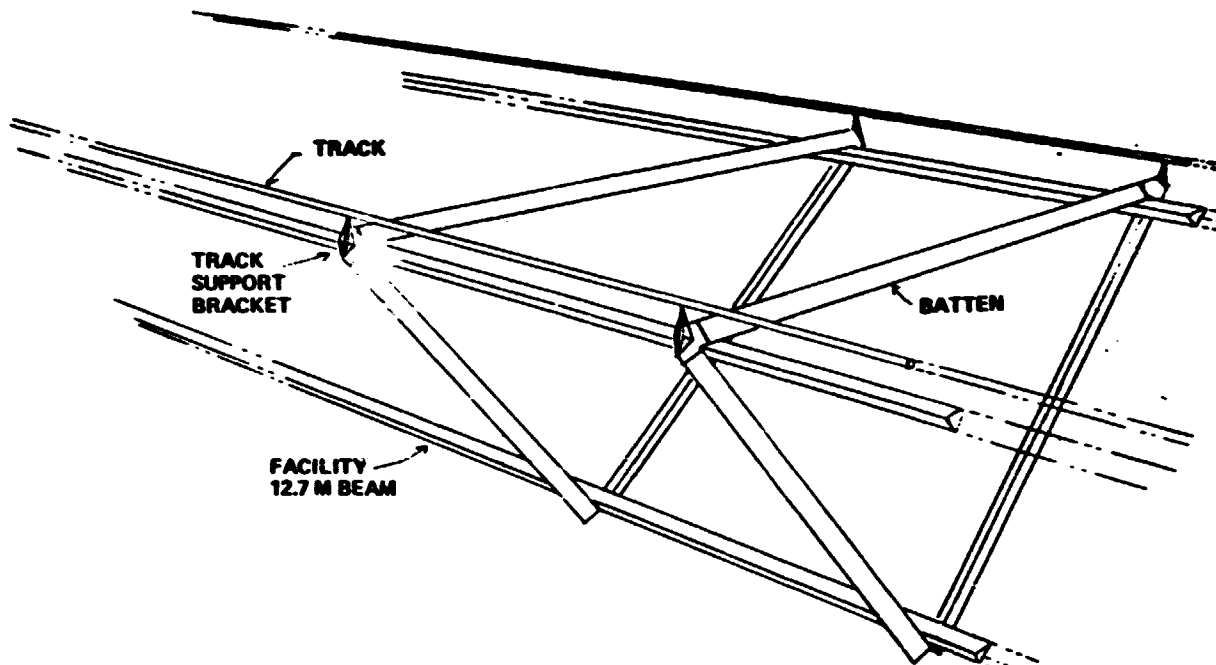 TRACK
TRACK
SUPPORT
BRACKET
BATTEN
FACILITY
12.7 M BEAM